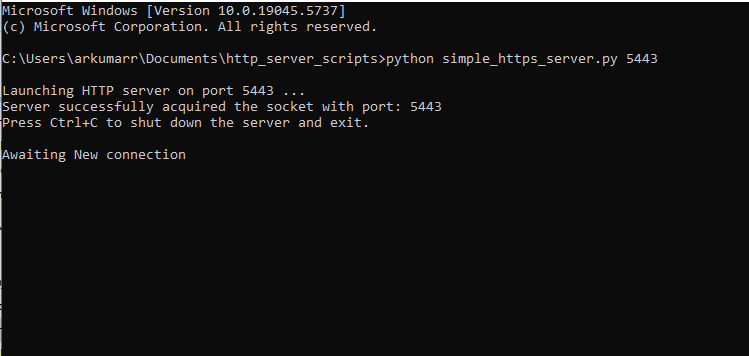 Microsoft Windows [Version 10.0.19045.5737]
(c) Microsoft Corporation. All rights reserved.
C:\Users\arkumarr\Documents\http_server_scripts>python simple_https_server.py 5443
Launching HTTP server on port 5443 ...
Server successfully acquired the socket with port: 5443
Press Ctrl+C to shut down the server and exit.
Awaiting New connection